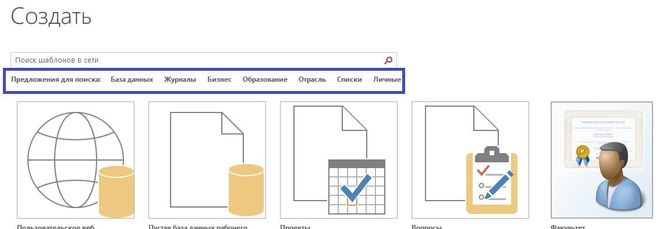 Создать
Поиск шаблонов в сети
Предложения для поиска: База данных Журналы Бизнес Образование Отрасль Списки Личные
Пользовательское веб
Пустая база данных рабочего
Проекты
Вопросы
Факультет